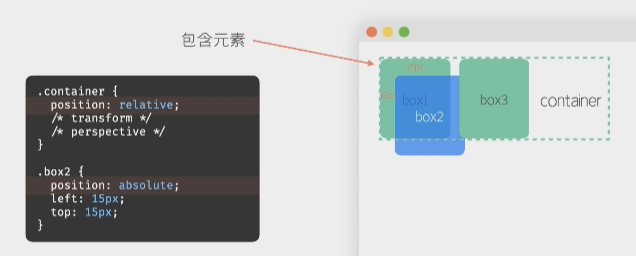 包含元素
.container {
position: relative;
/* transform */
/* perspective */
}
.box2 {
position: absolute;
left: 15px;
top: 15px;
}
15px
box1
box2
box3
container